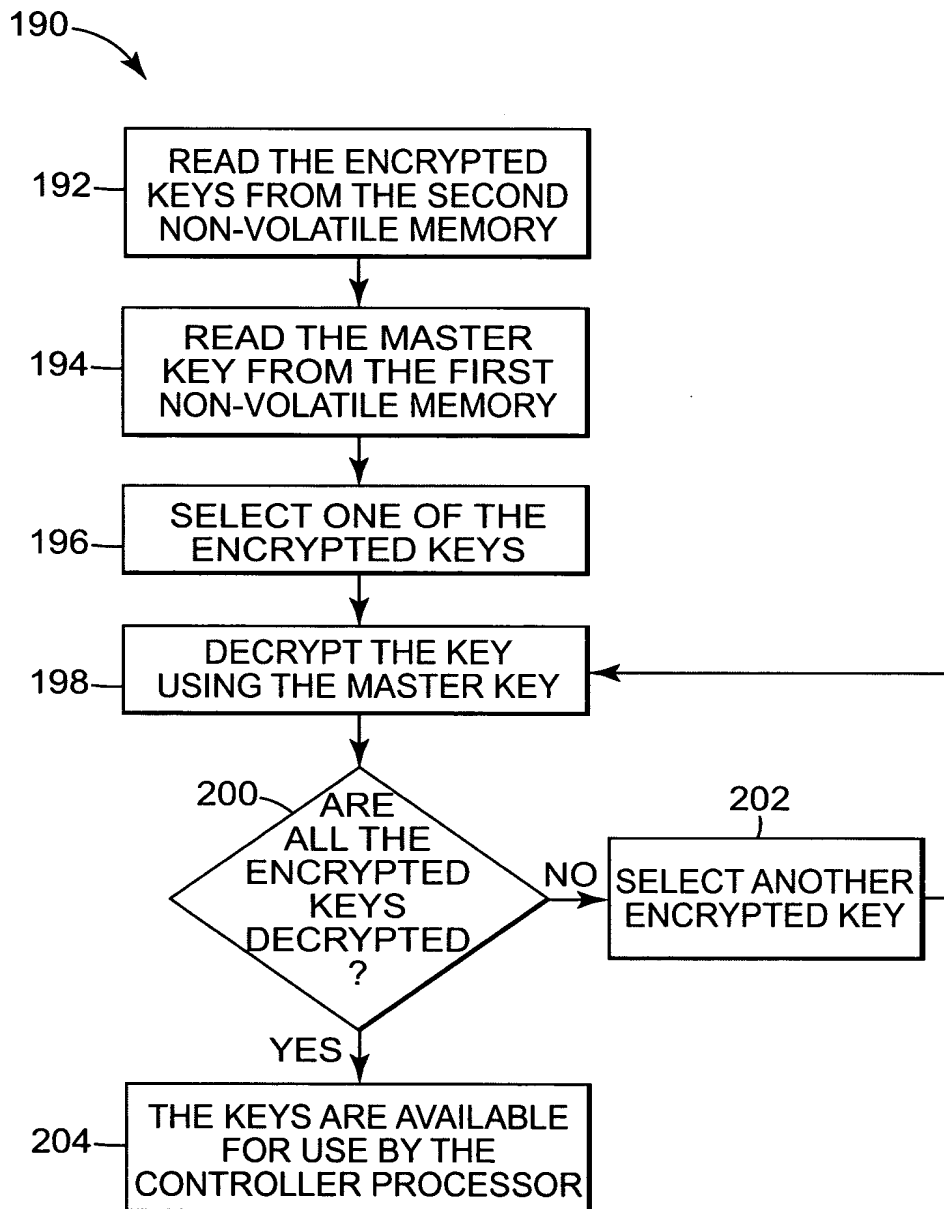 190
192
READ THE ENCRYPTED
KEYS FROM THE SECOND
NON-VOLATILE MEMORY
194
READ THE MASTER
KEY FROM THE FIRST
NON-VOLATILE MEMORY
196
SELECT ONE OF THE
ENCRYPTED KEYS
198
DECRYPT THE KEY
USING THE MASTER KEY
200
ARE
ALL THE
ENCRYPTED
KEYS
DECRYPTED
?
NO
202
SELECT ANOTHER
ENCRYPTED KEY
YES
204
THE KEYS ARE AVAILABLE
FOR USE BY THE
CONTROLLER PROCESSOR